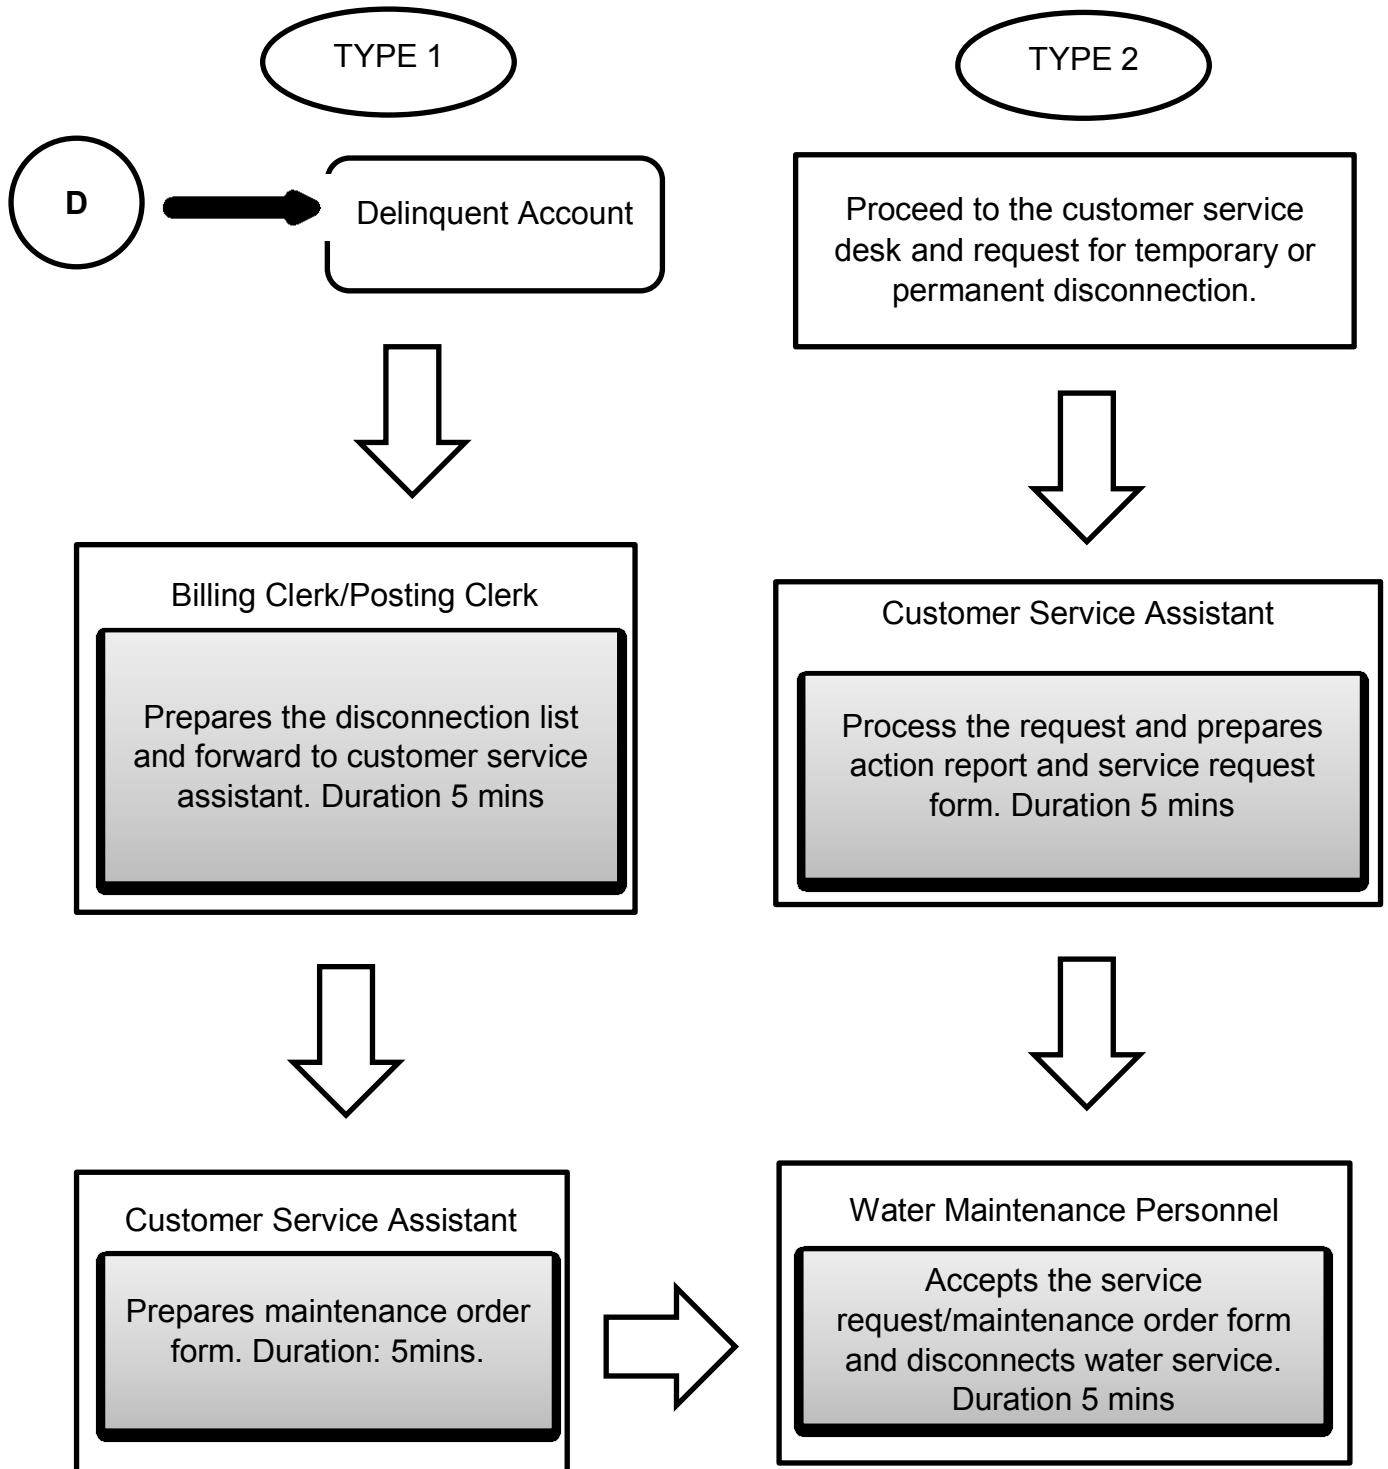 TYPE 1
D
Delinquent Account
Billing Clerk/Posting Clerk
Prepares the disconnection list
and forward to customer service
assistant. Duration 5 mins
Customer Service Assistant
Prepares maintenance order
form. Duration: 5mins.
TYPE 2
Proceed to the customer service
desk and request for temporary or
permanent disconnection.
Customer Service Assistant
Process the request and prepares
action report and service request
form. Duration 5 mins
Water Maintenance Personnel
Accepts the service
request/maintenance order form
and disconnects water service.
Duration 5 mins